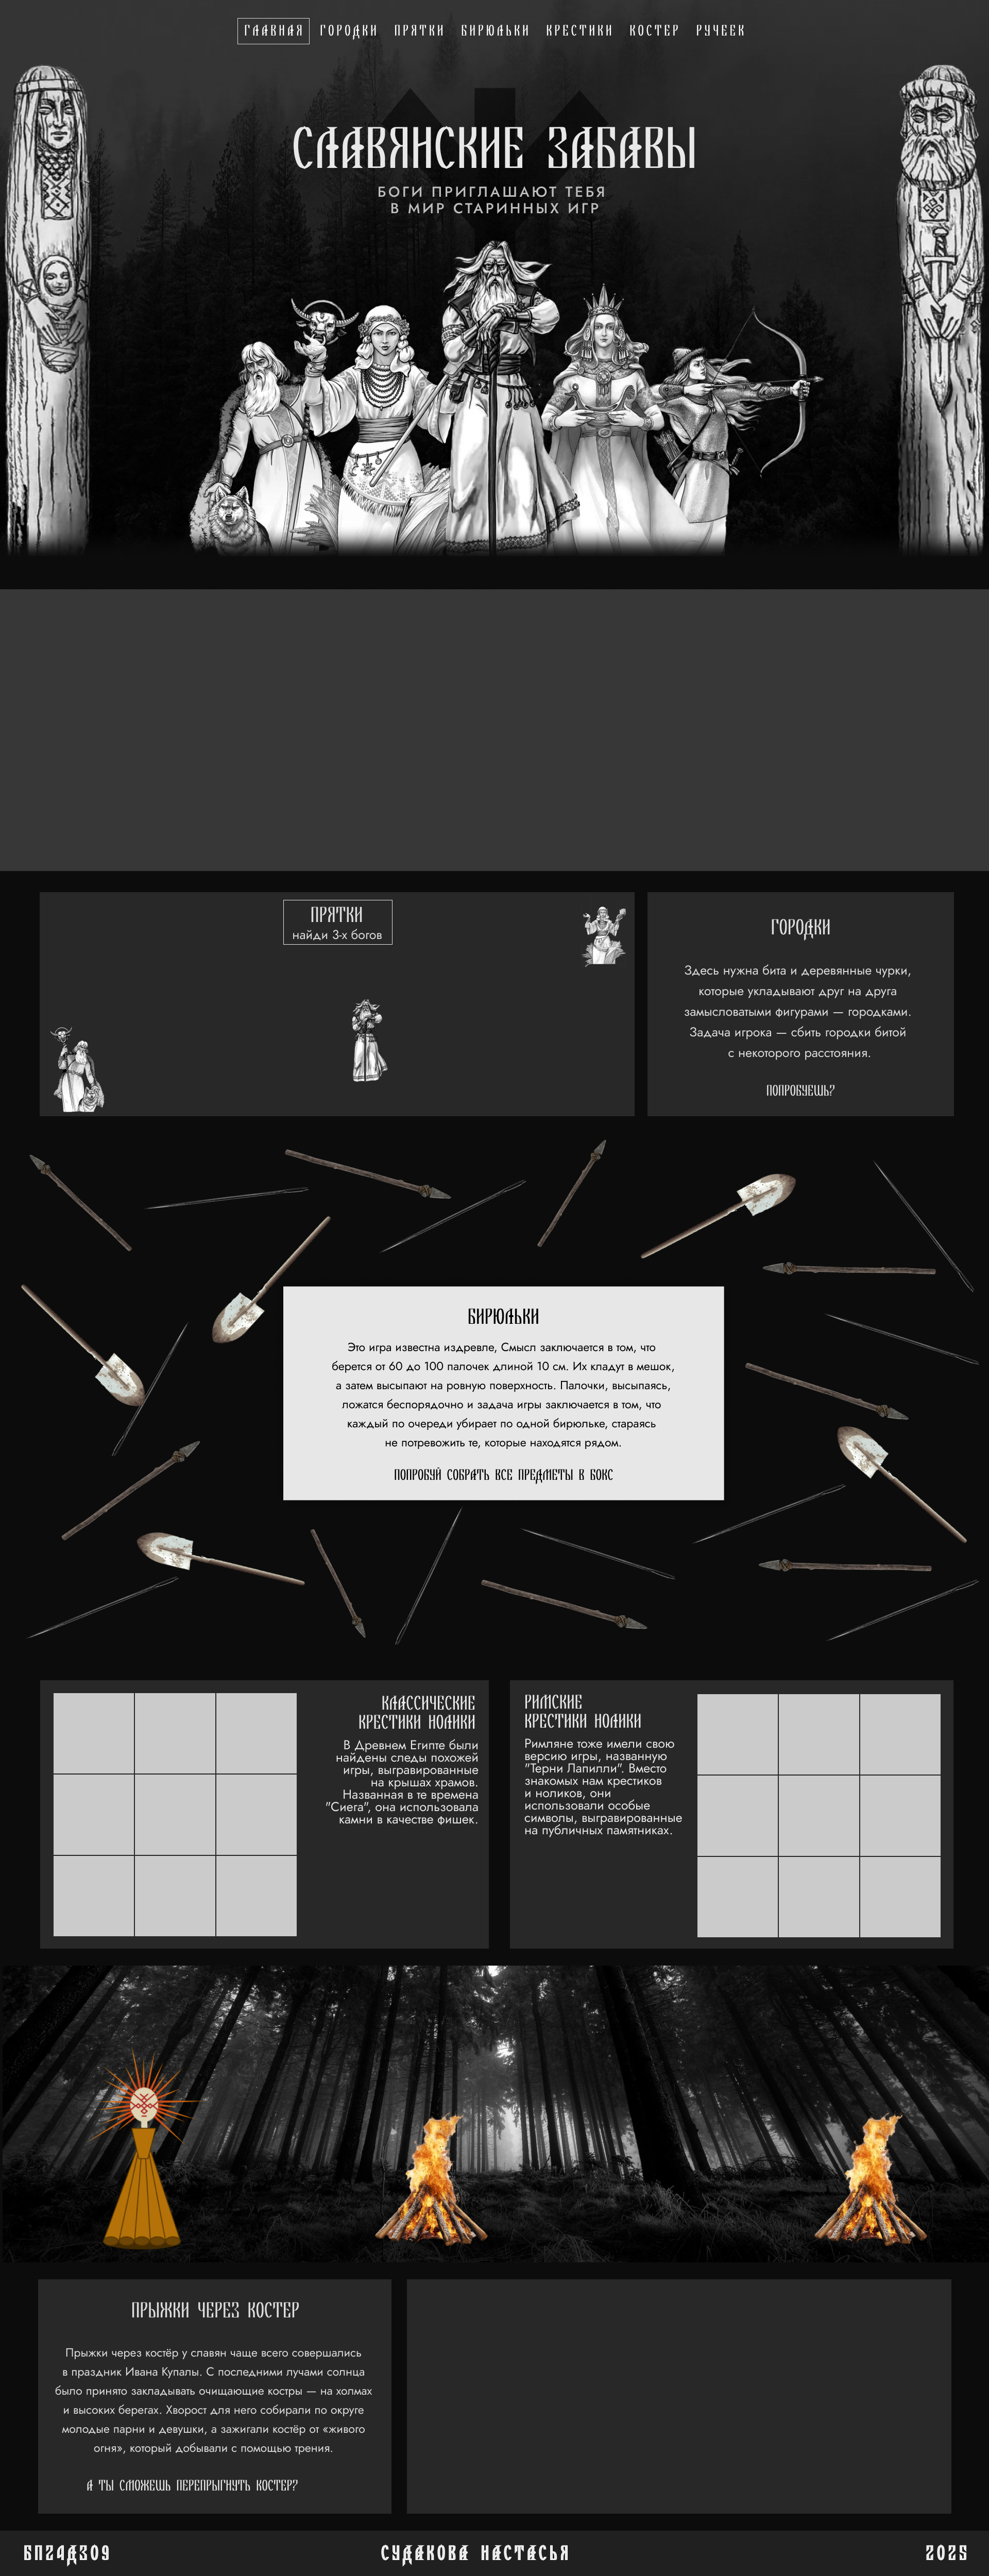 ГЛАВНАЯ ГОРОДКИ ПРЯТКИ БИРЮЛЬКИ КРЕСТИКИ КОСТЕР РУЧЕЕК
СЛАВЯНСКИЕ ЗАБАВЫ
БОГИ ПРИГЛАШАЮТ ТЕБЯ
В МИР СТАРИННЫХ ИГР
ПРЯТКИ
найди 3-х богов
ГОРОДКИ
Здесь нужна бита и деревянные чурки,
которые укладывают друг на друга
замысловатыми фигурами — городками.
Задача игрока — сбить городки битой
с некоторого расстояния.
ПОПРОБУЕШЬ?
БИРЮЛЬКИ
Это игра известна издревле, Смысл заключается в том, что
берется от 60 до 100 палочек длиной 10 см. Их кладут в мешок,
а затем высыпают на ровную поверхность. Палочки, высыпаясь,
ложатся беспорядочно и задача игры заключается в том, что
каждый по очереди убирает по одной бирюльке, стараясь
не потревожить те, которые находятся рядом.
ПОПРОБУЙ СОБРАТЬ ВСЕ ПРЕДМЕТЫ В БОКС
КЛАССИЧЕСКИЕ
КРЕСТИКИ НОЛИКИ
В Древнем Египте были
найдены следы похожей
игры, выгравированные
на крышах храмов.
Названная в те времена
"Сиега", она использовала
камни в качестве фишек.
РИМСКИЕ
КРЕСТИКИ НОЛИКИ
Римляне тоже имели свою
версию игры, названную
"Терни Лапилли". Вместо
знакомых нам крестиков
и ноликов, они
использовали особые
символы, выгравированные
на публичных памятниках.
ПРЫЖКИ ЧЕРЕЗ КОСТЕР
Прыжки через костёр у славян чаще всего совершались
в праздник Ивана Купалы. С последними лучами солнца
было принято закладывать очищающие костры — на холмах
и высоких берегах. Хворост для него собирали по округе
молодые парни и девушки, а зажигали костёр от «живого
огня», который добывали с помощью трения.
А ТЫ СМОЖЕШЬ ПЕРЕПРЫГНУТЬ КОСТЕР?
БП24ДЗ09 СУДАКОВА НАСТАСЬЯ 2025